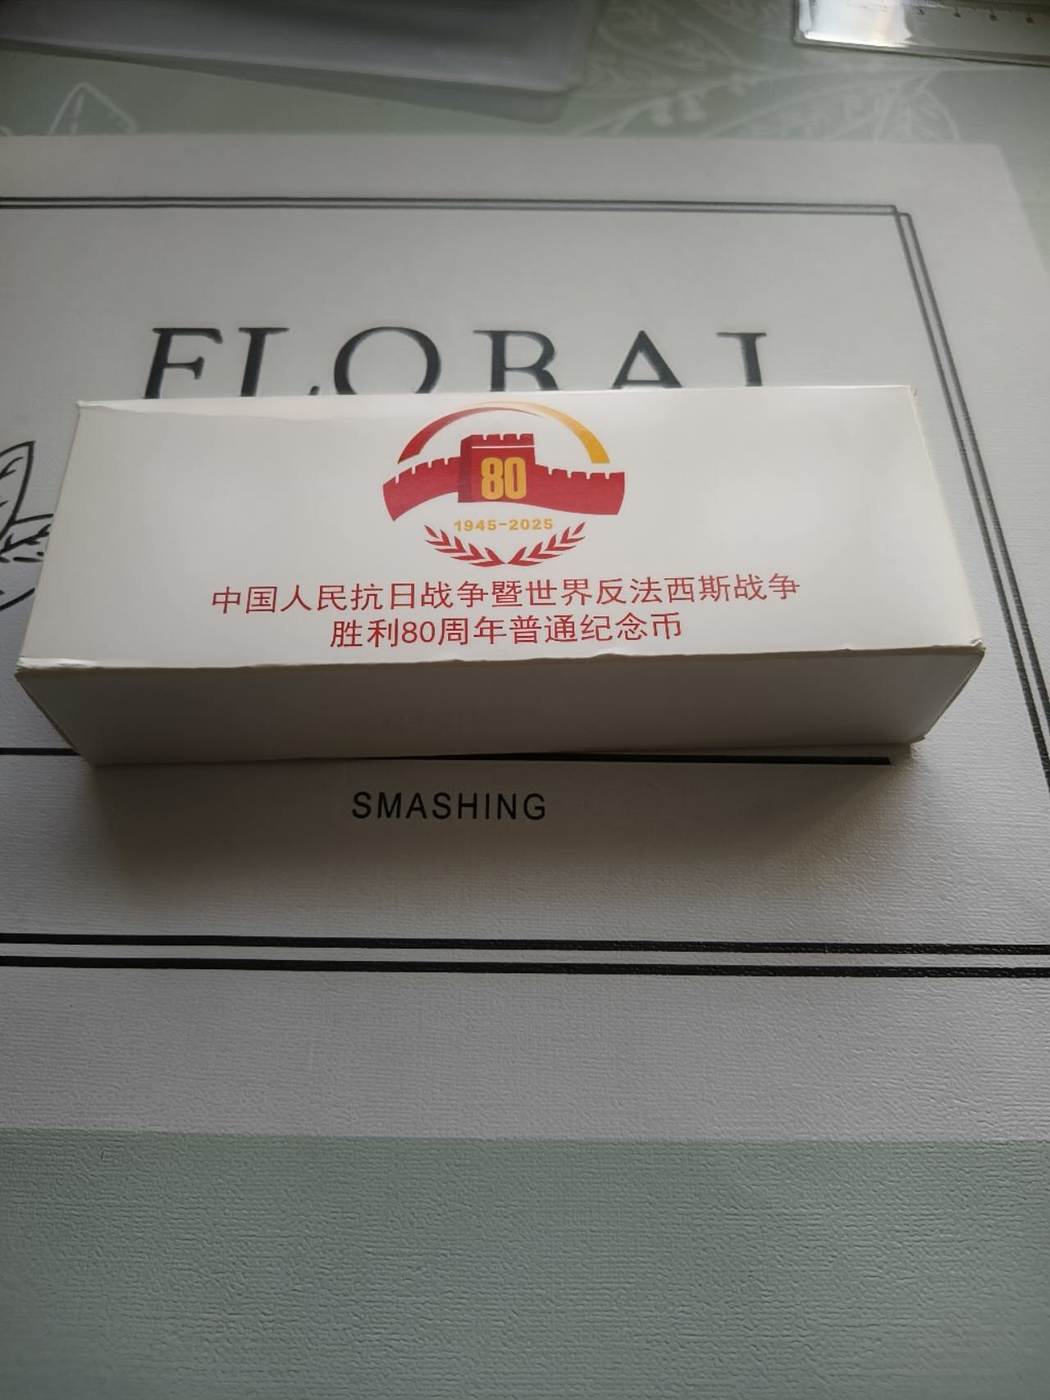 FLORAL
80
1945-2025
中国人民抗日战争暨世界反法西斯战争
胜利80周年普通纪念币
SMASHING